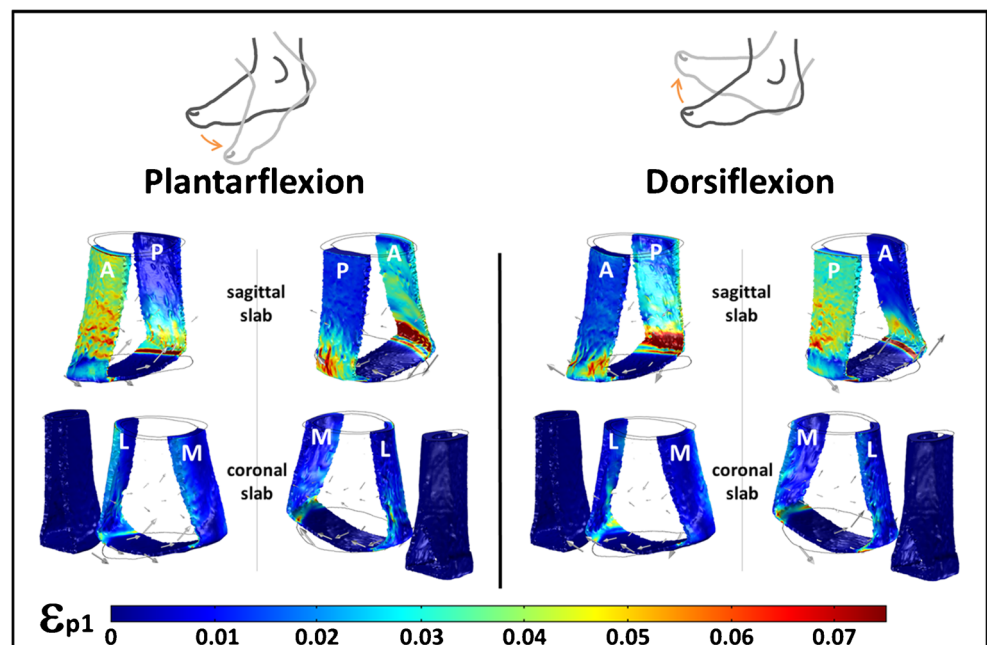 Plantarflexion
Dorsiflexion
A
P
sagittal
slab
P
A
A
P
sagittal
slab
P
A
L
M
coronal
slab
M
L
L
M
coronal
slab
M
L
εp1
0 0.01 0.02 0.03 0.04 0.05 0.06 0.07